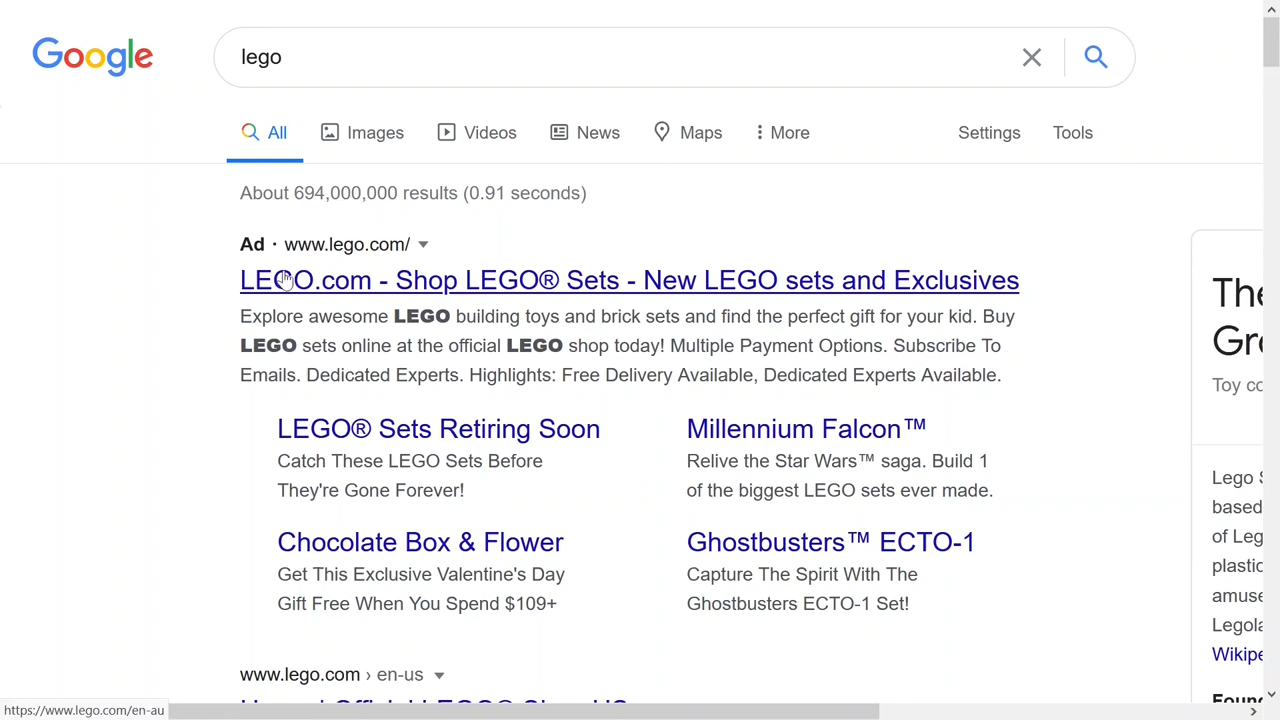 Google
lego
All Images Videos News Maps More Settings Tools
About 694,000,000 results (0.91 seconds)
Ad · www.lego.com/
LEGO.com - Shop LEGO® Sets - New LEGO sets and Exclusives
Explore awesome LEGO building toys and brick sets and find the perfect gift for your kid. Buy
LEGO sets online at the official LEGO shop today! Multiple Payment Options. Subscribe To
Emails. Dedicated Experts. Highlights: Free Delivery Available, Dedicated Experts Available.
LEGO® Sets Retiring Soon
Catch These LEGO Sets Before
They're Gone Forever!
Millennium Falcon™
Relive the Star Wars™ saga. Build 1
of the biggest LEGO sets ever made.
Chocolate Box & Flower
Get This Exclusive Valentine's Day
Gift Free When You Spend $109+
Ghostbusters™ ECTO-1
Capture The Spirit With The
Ghostbusters ECTO-1 Set!
www.lego.com › en-us
The
Gr
Toy co
Lego S
based
of Leg
plastic
amuse
Legola
Wikipe
https://www.lego.com/en-au